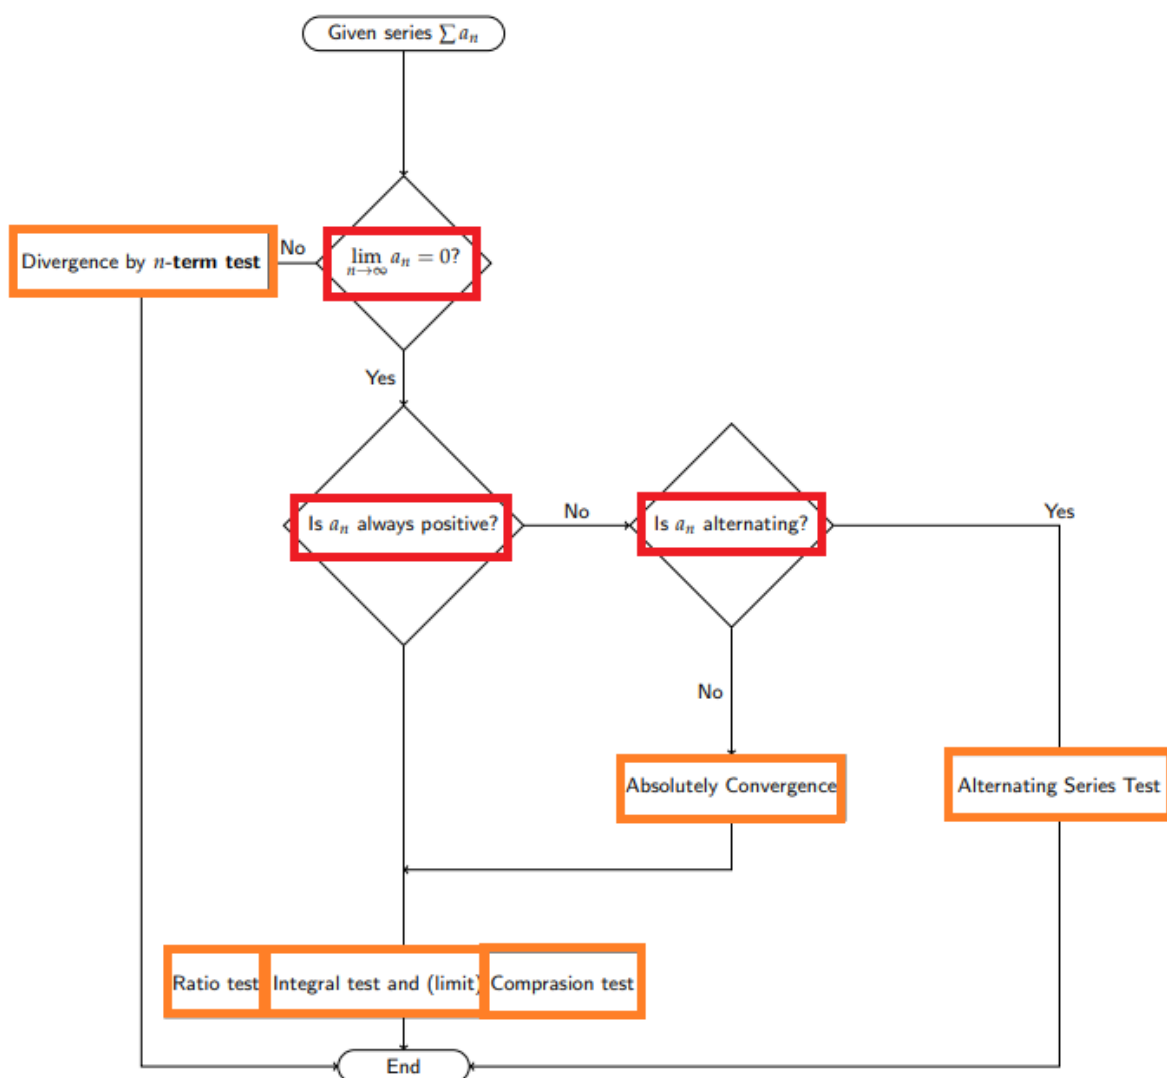 Given series ∑ aₙ
lim aₙ = 0?
n→∞
No
Divergence by n-term test
Yes
Is aₙ always positive?
No
Is aₙ alternating?
Yes
No
Absolutely Convergence
Alternating Series Test
Ratio test
Integral test and (limit)
Comprasion test
End